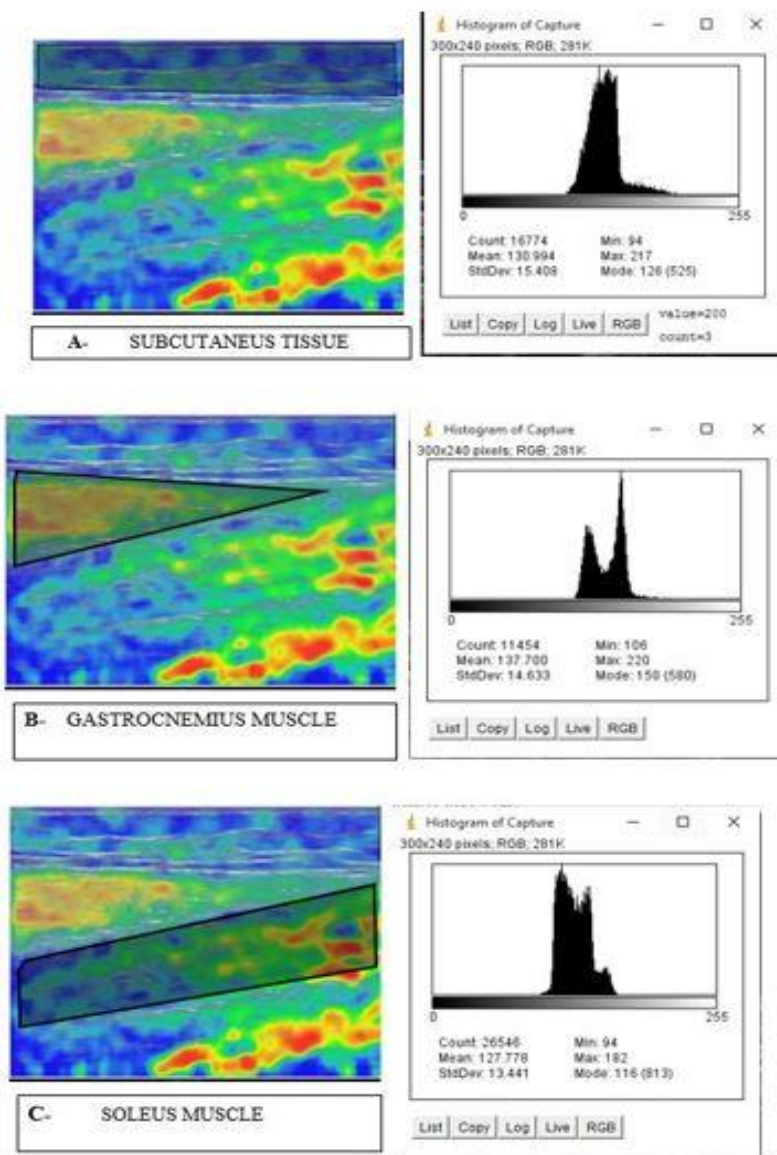 Histogram of Capture
300x240 pixels; RGB; 281K
0 255
Count: 16774 Min: 94
Mean: 130.994 Max: 217
StdDev: 15.408 Mode: 126 (525)
List Copy Log Live RGB value=200
count=3
A- SUBCUTANEUS TISSUE
Histogram of Capture
300x240 pixels; RGB; 281K
0 255
Count: 11454 Min: 106
Mean: 137.700 Max: 220
StdDev: 14.633 Mode: 150 (580)
List Copy Log Live RGB
B- GASTROCNEMIUS MUSCLE
Histogram of Capture
300x240 pixels; RGB; 281K
0 255
Count: 26546 Min: 94
Mean: 127.778 Max: 182
StdDev: 13.441 Mode: 116 (813)
List Copy Log Live RGB
C- SOLEUS MUSCLE